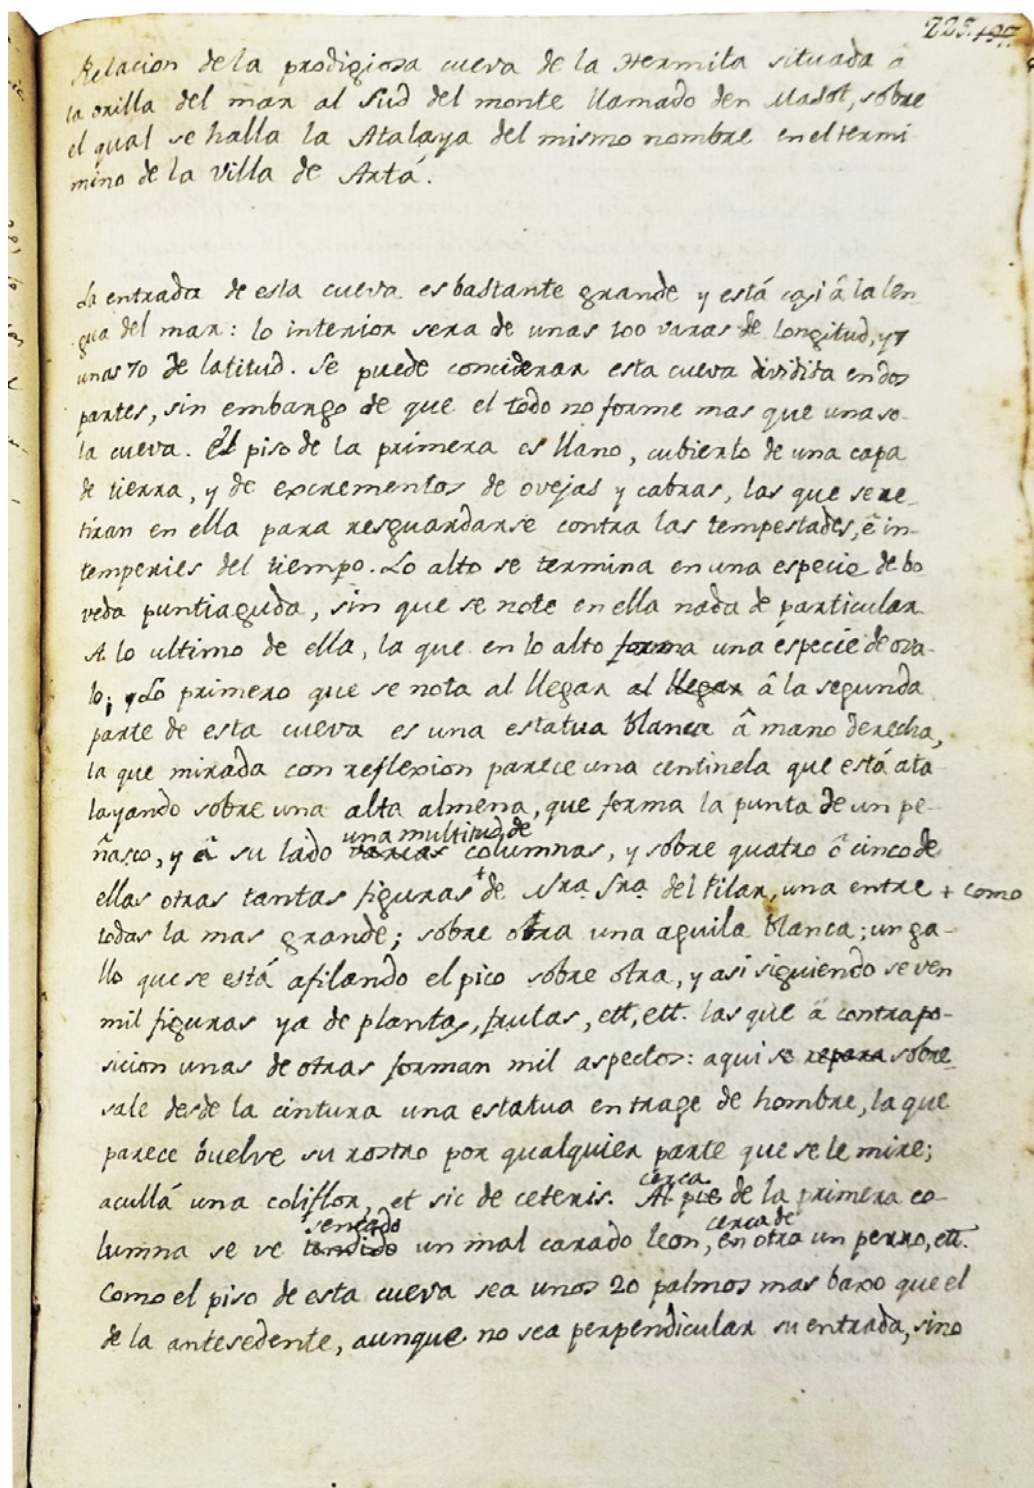 225. 197.
Relacion de la prodigiosa cueva de la Hermita situada a
la orilla del mar al Sud del monte llamado den Masot, sobre
el qual se halla la Atalaya del mismo nombre en el termi
mino de la villa de Artá.
La entrada de esta cueva es bastante grande y está casi â la len
gua del mar: lo interior sera de unas 100 varas de longitud, y
unas 70 de latitud. Se puede conciderar esta cueva dividida en dos
partes, sin embargo de que el todo no forme mas que una so-
la cueva. El piso de la primera es llano, cubierto de una capa
de tierra, y de excrementos de ovejas y cabras, las que se re-
tiran en ella para resguardarse contra las tempestades, ê in-
temperies del tiempo. Lo alto se termina en una especie de bo
veda puntiaguda, sin que se note en ella nada de particular
A lo ultimo de ella, la que en lo alto forma una especie de ova-
lo; y Lo primero que se nota al llegar al llegar â la segunda
parte de esta cueva es una estatua blanca â mano derecha,
la que mirada con reflexion parece una centinela que está ata
layando sobre una alta almena, que forma la punta de un pe-
una multitud de
ñasco, y â su lado varias columnas, y sobre quatro ô cinco de
ellas otras tantas figuras + de Nra. Sra. del Pilar, una entre + como
todas la mas grande; sobre otra una aguila blanca; un ga-
llo que se está afilando el pico sobre otra, y asi siguiendo se ven
mil figuras ya de plantas, frutas, ett, ett. las que â contrapo-
sicion unas de otras forman mil aspectos: aqui se repara sobre-
sale desde la cintura una estatua en trage de hombre, la que
parece buelve su rostro por qualquier parte que se le mire;
cerca
acullá una coliflor, et sic de ceteris. Al pie de la primera co-
sentado cerca de
lumna se ve tendido un mal carado leon, en otra un perro, ett.
Como el piso de esta cueva sea unos 20 palmos mas baxo que el
de la antesedente, aunque no sea perpendicular su entrada, sino